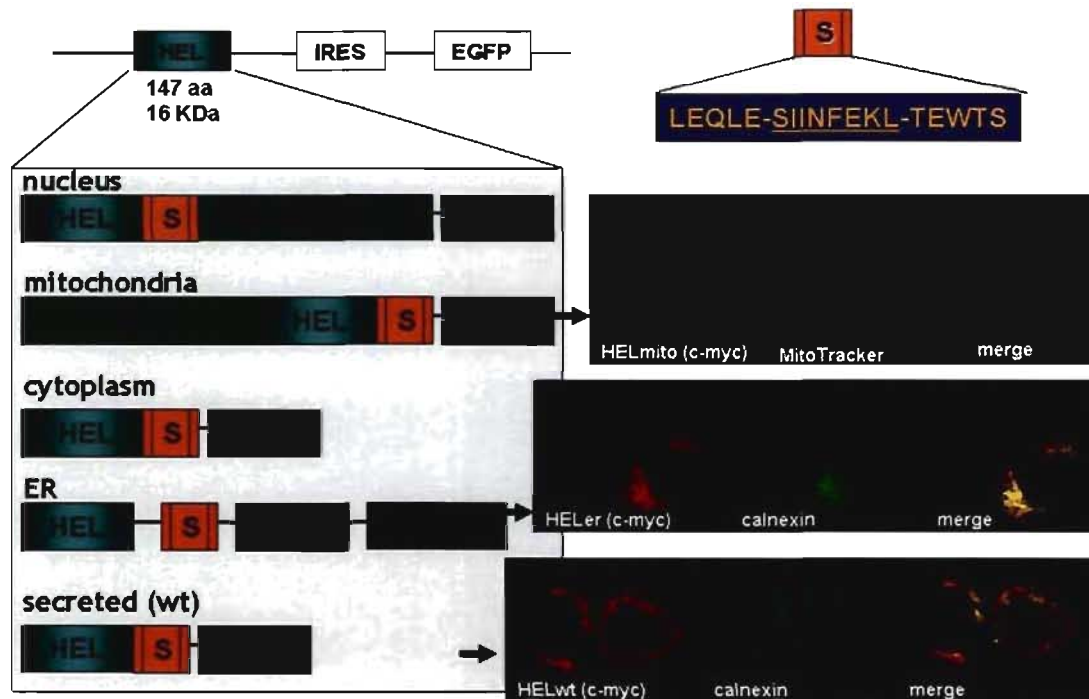 HEL
IRES
EGFP
147 aa
16 KDa
S
LEQLE-SIINFEKL-TEWTS
nucleus
HEL S
mitochondria
HEL S
HELmito (c-myc) MitoTracker merge
cytoplasm
HEL S
ER
HEL S
HELer (c-myc) calnexin merge
secreted (wt)
HEL S
HELwt (c-myc) calnexin merge